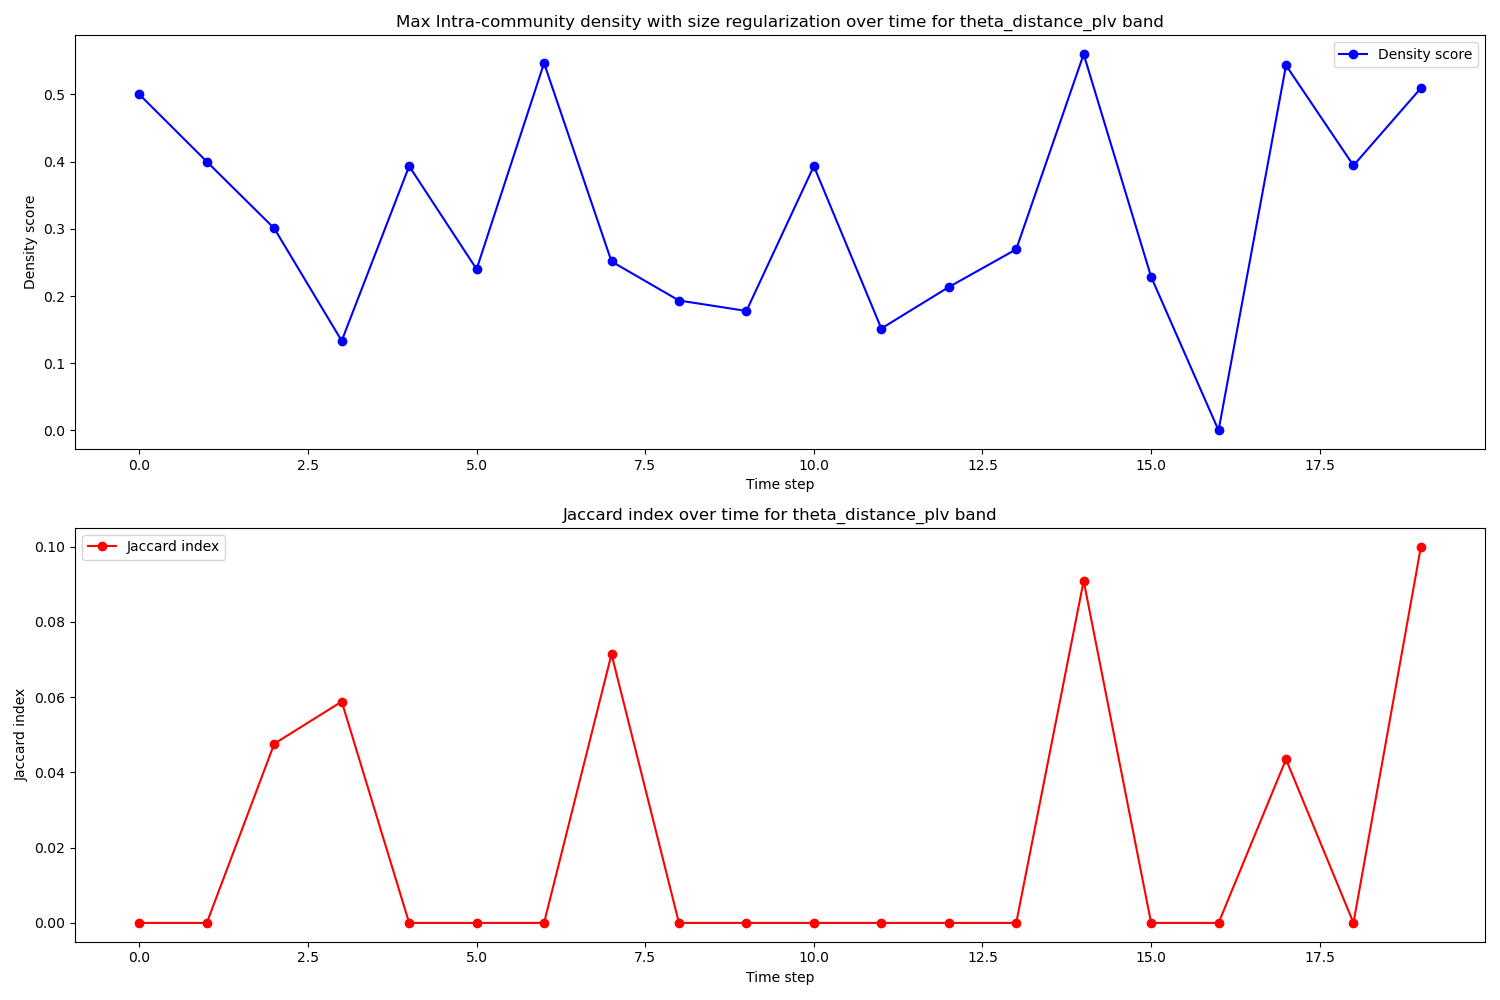 Max Intra-community density with size regularization over time for theta_distance_plv band
Density score
0.5
0.4
0.3
0.2
0.1
0.0
Density score
0.0 2.5 5.0 7.5 10.0 12.5 15.0 17.5
Time step
Jaccard index over time for theta_distance_plv band
Jaccard index
0.10
0.08
0.06
0.04
0.02
0.00
Jaccard index
0.0 2.5 5.0 7.5 10.0 12.5 15.0 17.5
Time step